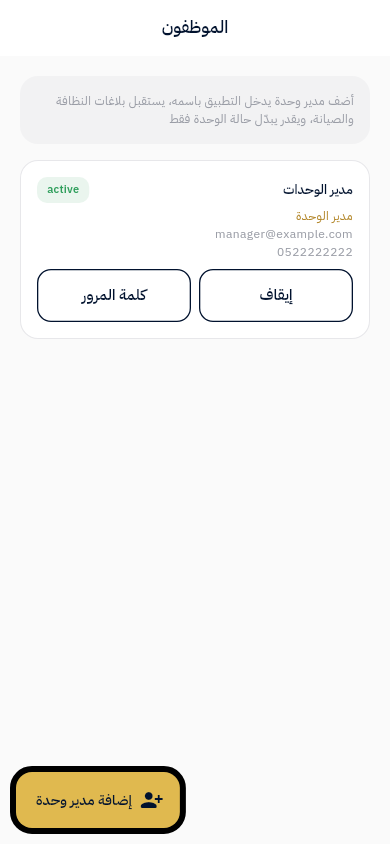 الموظفون
أضف مدير وحدة يدخل التطبيق باسمه، يستقبل بلاغات النظافة
والصيانة، ويقدر يبدّل حالة الوحدة فقط
مدير الوحدات
active
مدير الوحدة
manager@example.com
0522222222
إيقاف
كلمة المرور
إضافة مدير وحدة